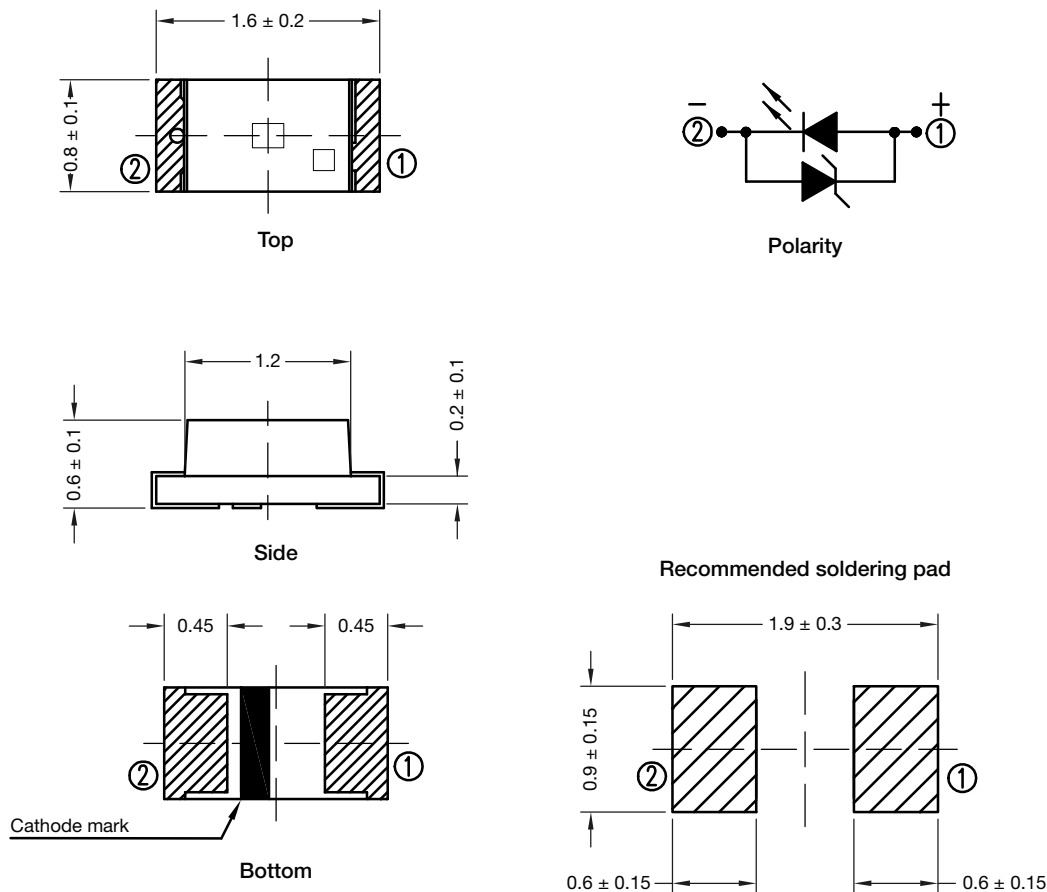 1.6 ± 0.2
0.8 ± 0.1
②
①
Top
−
+
②
①
Polarity
1.2
0.6 ± 0.1
0.2 ± 0.1
Side
Recommended soldering pad
0.45
0.45
②
①
Cathode mark
Bottom
1.9 ± 0.3
0.9 ± 0.15
②
①
0.6 ± 0.15
0.6 ± 0.15